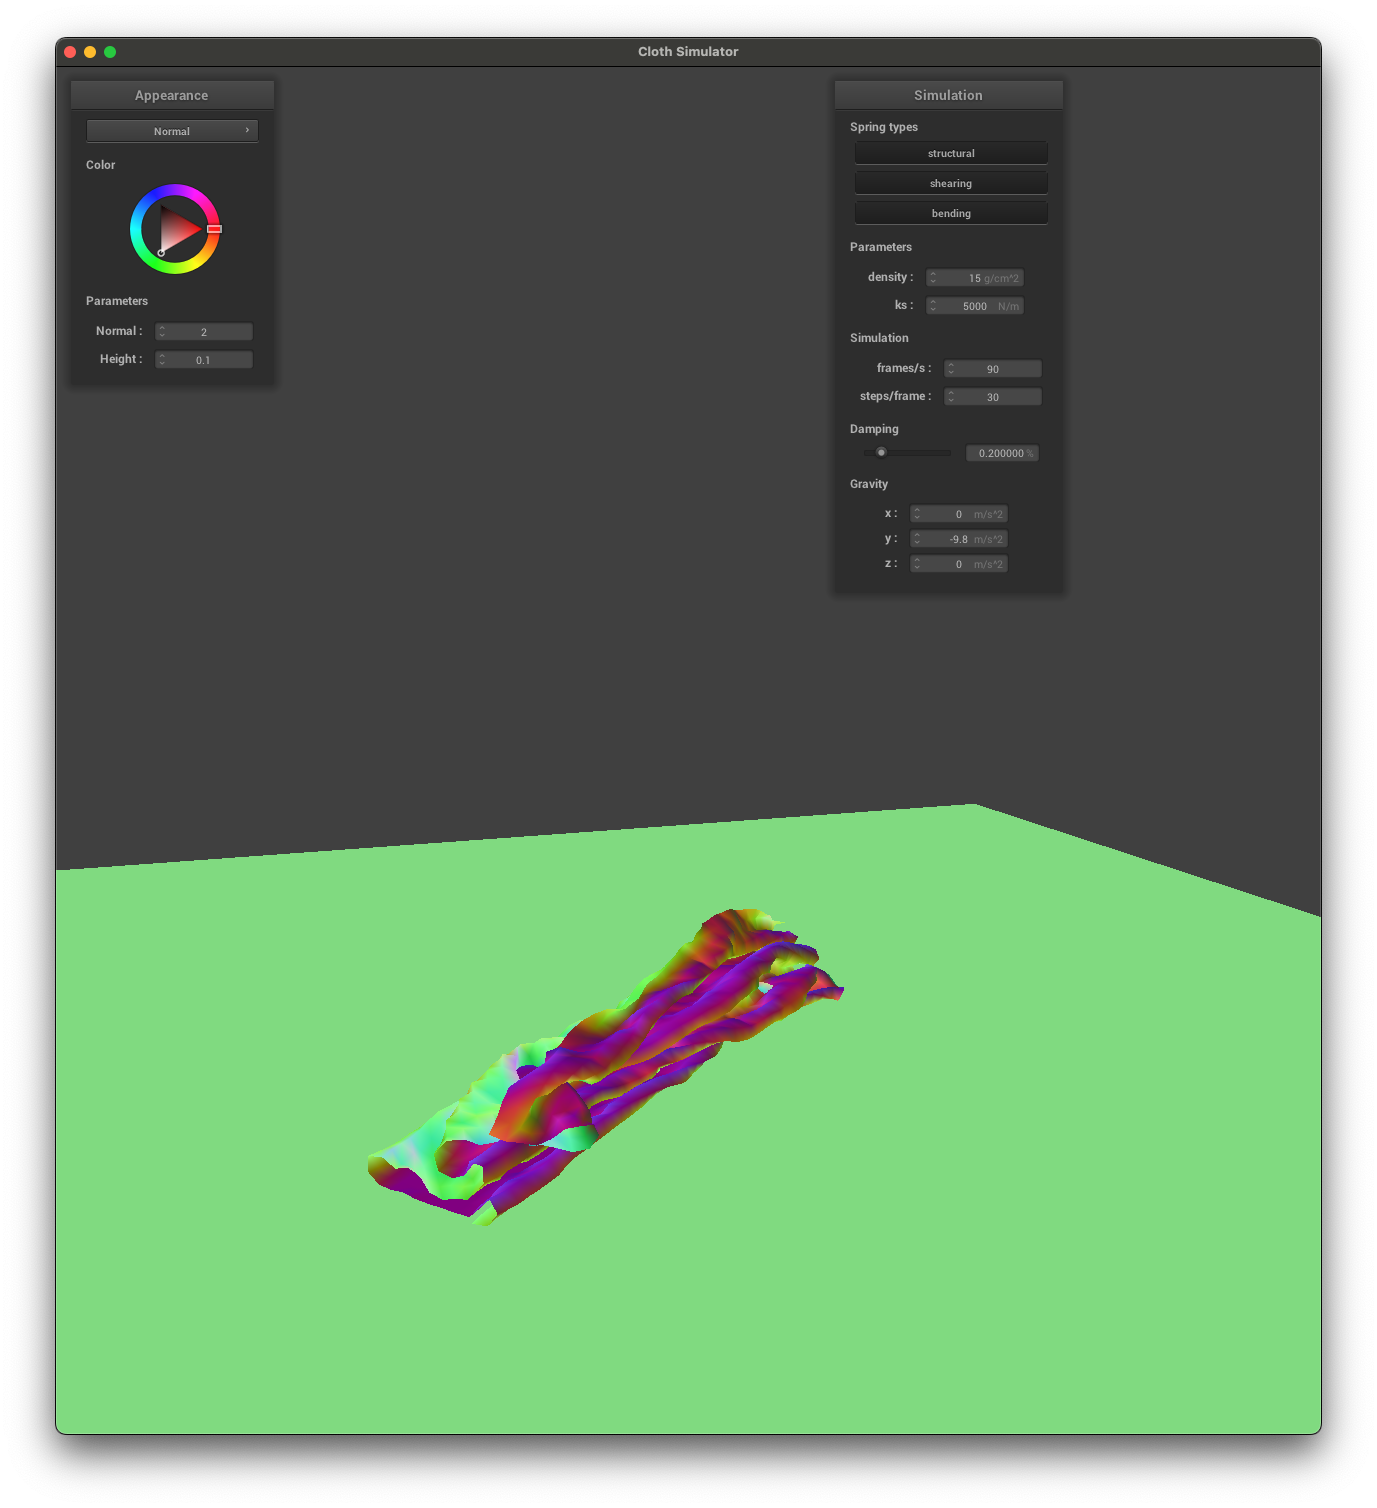 Cloth Simulator
Appearance
Normal
Color
Parameters
Normal : 2
Height : 0.1
Simulation
Spring types
structural
shearing
bending
Parameters
density : 15 g/cm^2
ks : 5000 N/m
Simulation
frames/s : 90
steps/frame : 30
Damping
0.200000 %
Gravity
x : 0 m/s^2
y : -9.8 m/s^2
z : 0 m/s^2